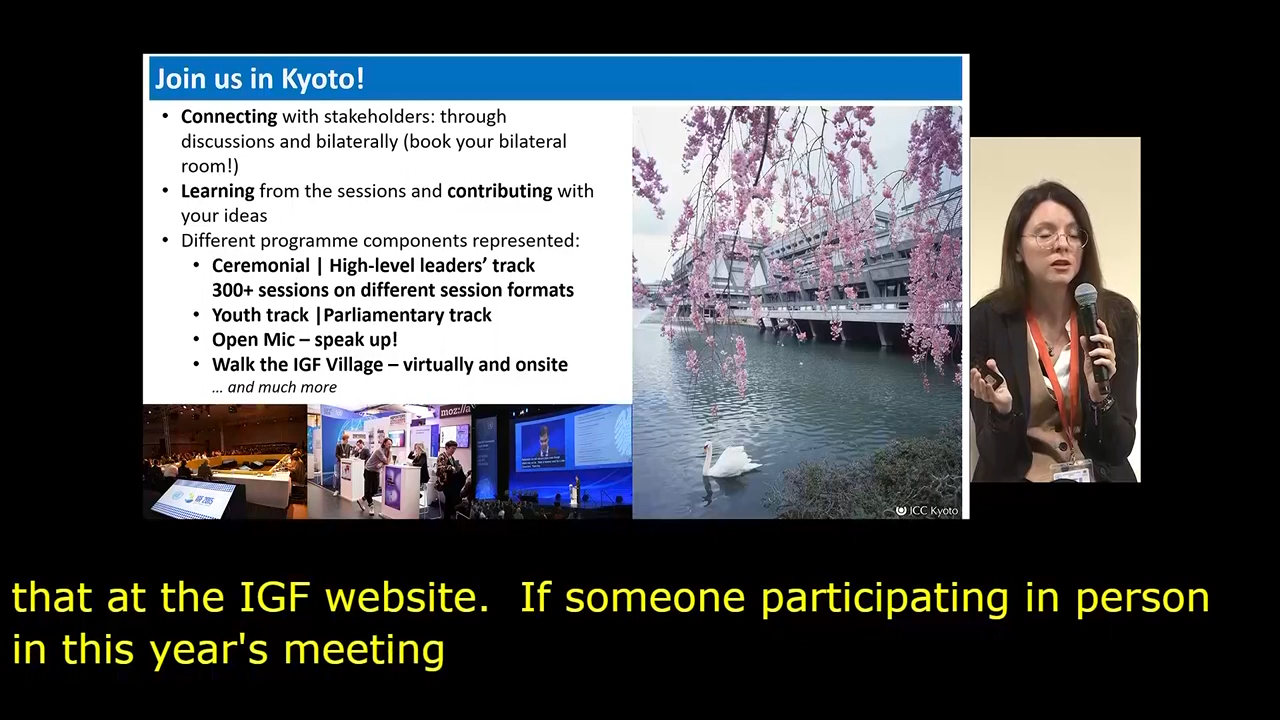 Join us in Kyoto!
• Connecting with stakeholders: through
discussions and bilaterally (book your bilateral
room!)
• Learning from the sessions and contributing with
your ideas
• Different programme components represented:
• Ceremonial | High-level leaders’ track
300+ sessions on different session formats
• Youth track |Parliamentary track
• Open Mic – speak up!
• Walk the IGF Village – virtually and onsite
... and much more
moz://a
IGF 2015
ICC Kyoto
that at the IGF website.  If someone participating in person
in this year's meeting